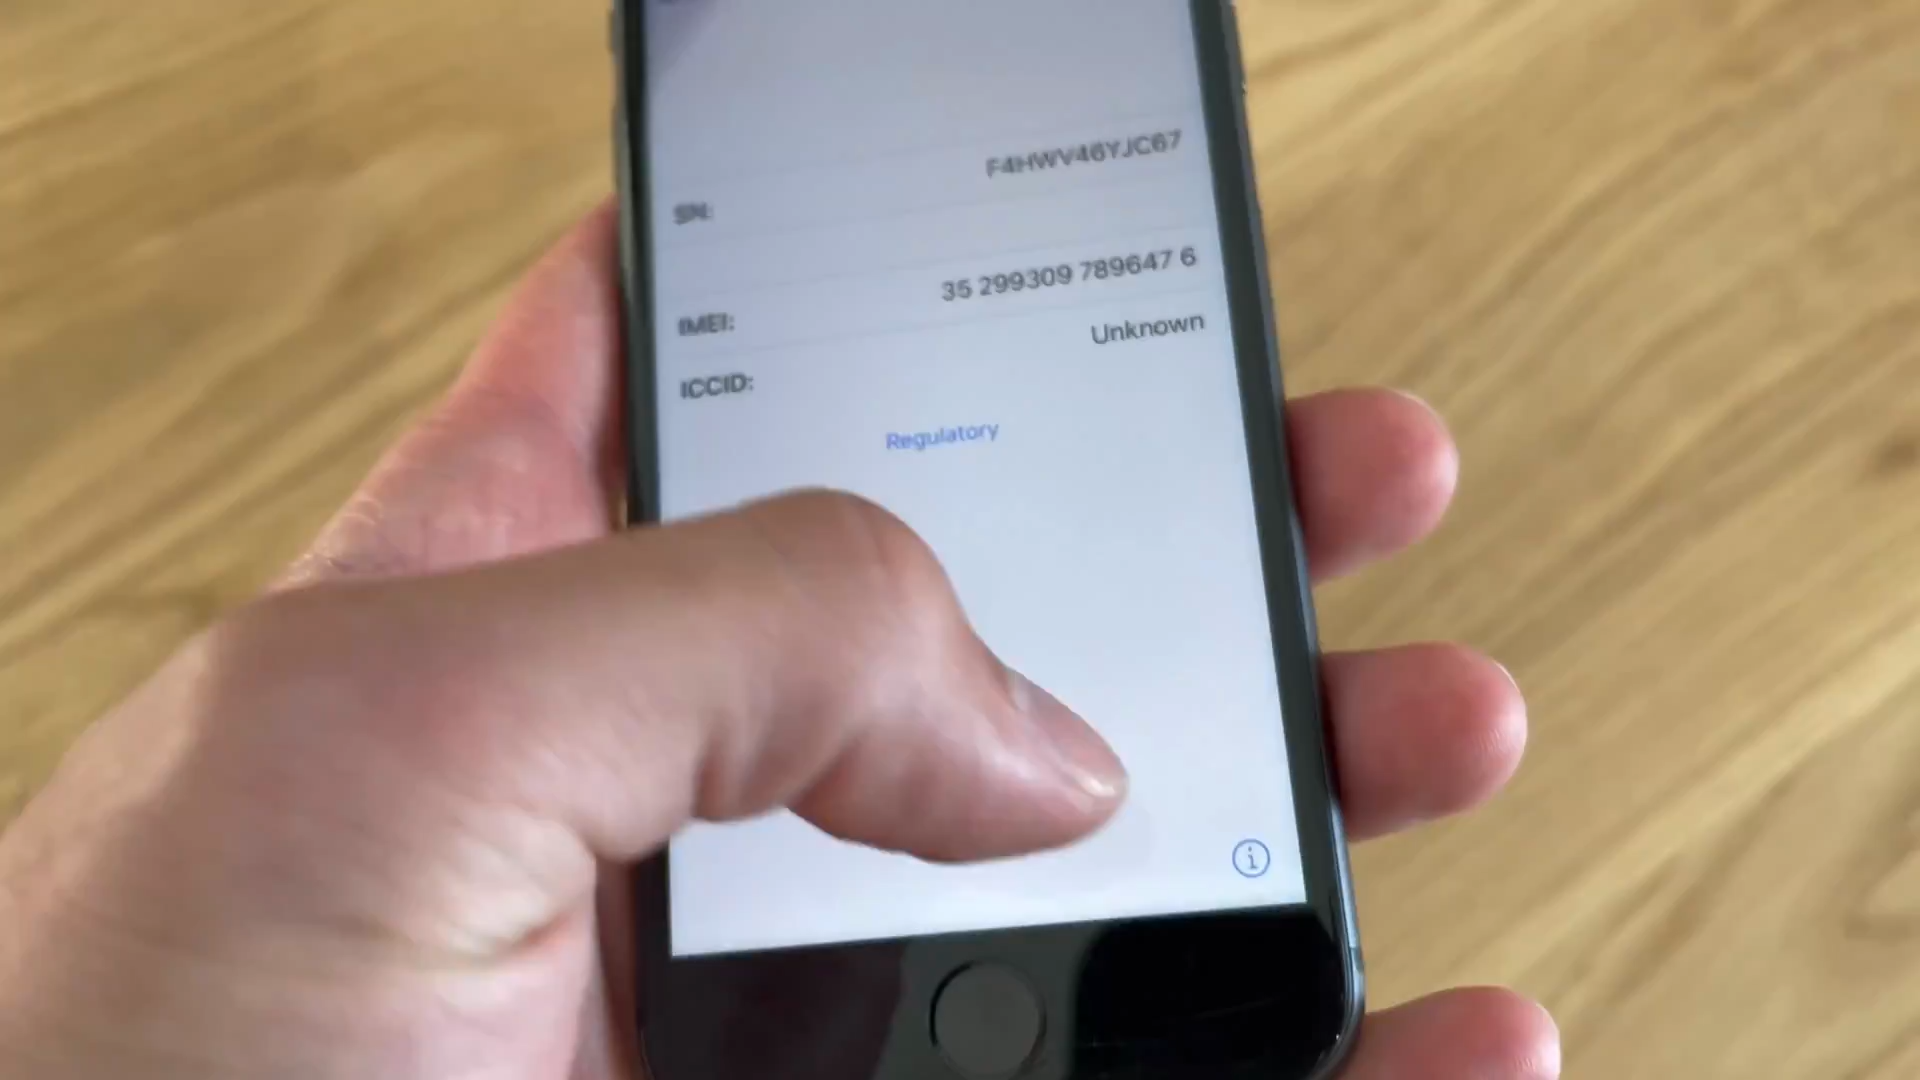 F4HWV46YJC67
SN:
35 299309 789647 6
IMEI:
Unknown
ICCID:
Regulatory